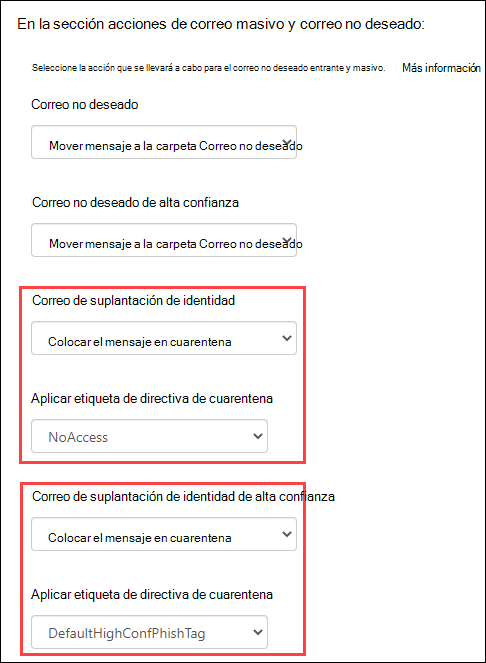 En la sección acciones de correo masivo y correo no deseado:
Seleccione la acción que se llevará a cabo para el correo no deseado entrante y masivo. Más información
Correo no deseado
Mover mensaje a la carpeta Correo no deseado
Correo no deseado de alta confianza
Mover mensaje a la carpeta Correo no deseado
Correo de suplantación de identidad
Colocar el mensaje en cuarentena
Aplicar etiqueta de directiva de cuarentena
NoAccess
Correo de suplantación de identidad de alta confianza
Colocar el mensaje en cuarentena
Aplicar etiqueta de directiva de cuarentena
DefaultHighConfPhishTag